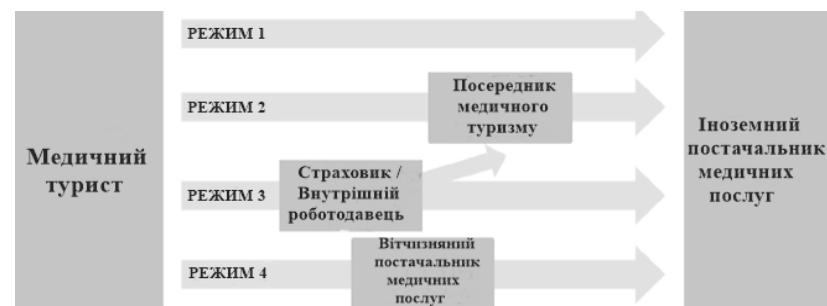 Медичний
турист
РЕЖИМ 1
РЕЖИМ 2
Посередник
медичного
туризму
РЕЖИМ 3
Страховик /
Внутрішній
роботодавець
РЕЖИМ 4
Вітчизняний
постачальник
медичних
послуг
Іноземний
постачальник
медичних
послуг